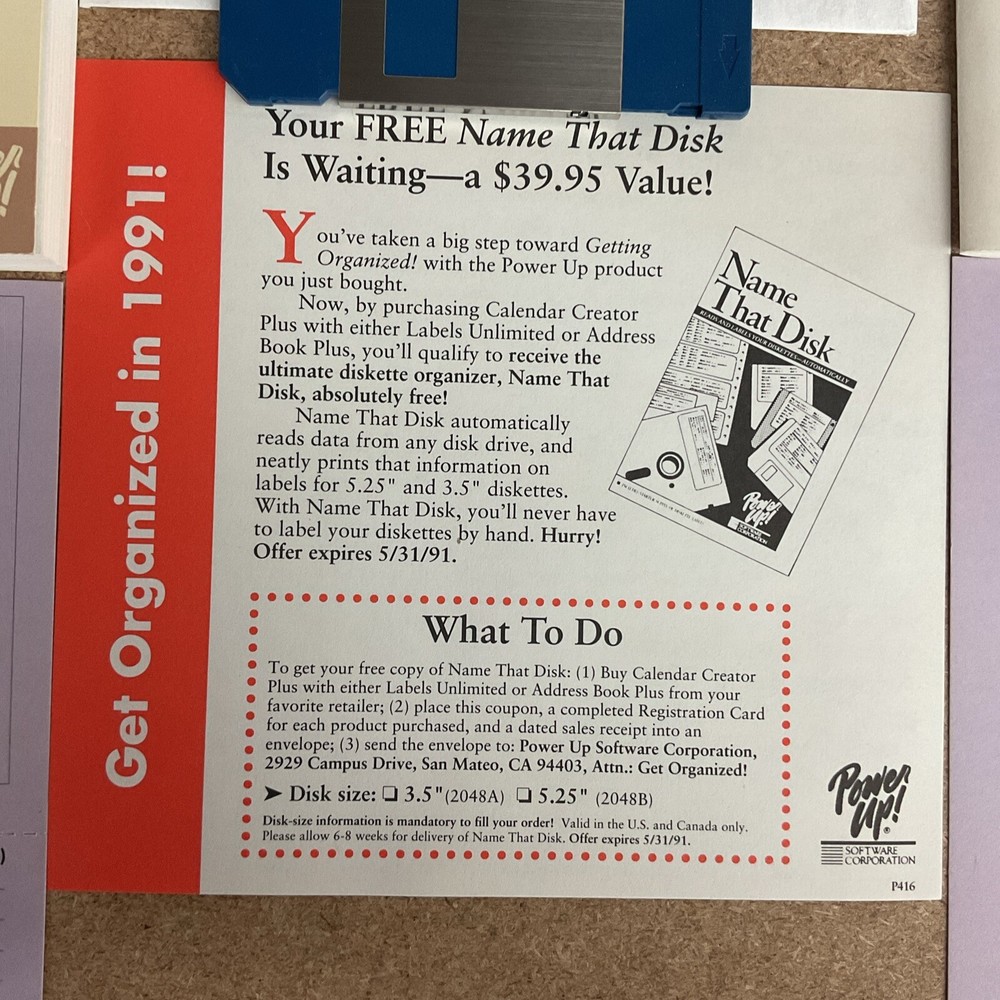 Your FREE Name That Disk
Is Waiting—a $39.95 Value!
Get Organized in 1991!
You've taken a big step toward Getting
Organized! with the Power Up product
you just bought.
Now, by purchasing Calendar Creator
Plus with either Labels Unlimited or Address
Book Plus, you'll qualify to receive the
ultimate diskette organizer, Name That
Disk, absolutely free!
Name That Disk automatically
reads data from any disk drive, and
neatly prints that information on
labels for 5.25" and 3.5" diskettes.
With Name That Disk, you'll never have
to label your diskettes by hand. Hurry!
Offer expires 5/31/91.
Name
That Disk
READS AND LABELS YOUR DISKETTES—AUTOMATICALLY
Power
Up!
SOFTWARE
CORPORATION
What To Do
To get your free copy of Name That Disk: (1) Buy Calendar Creator
Plus with either Labels Unlimited or Address Book Plus from your
favorite retailer; (2) place this coupon, a completed Registration Card
for each product purchased, and a dated sales receipt into an
envelope; (3) send the envelope to: Power Up Software Corporation,
2929 Campus Drive, San Mateo, CA 94403, Attn.: Get Organized!
➤ Disk size: ❑ 3.5" (2048A) ❑ 5.25" (2048B)
Disk-size information is mandatory to fill your order! Valid in the U.S. and Canada only.
Please allow 6-8 weeks for delivery of Name That Disk. Offer expires 5/31/91.
Power
Up!®
SOFTWARE
CORPORATION
P416